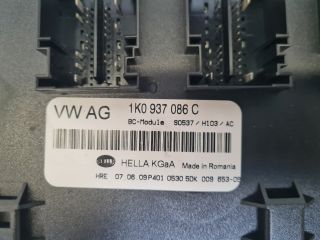 VW AG
1K0 937 086 C
BC-Module S0537 / H103 / AC
HELLA KGaA Made in Romania
HRE 07 06 09P401 0530 50K 009 653-08